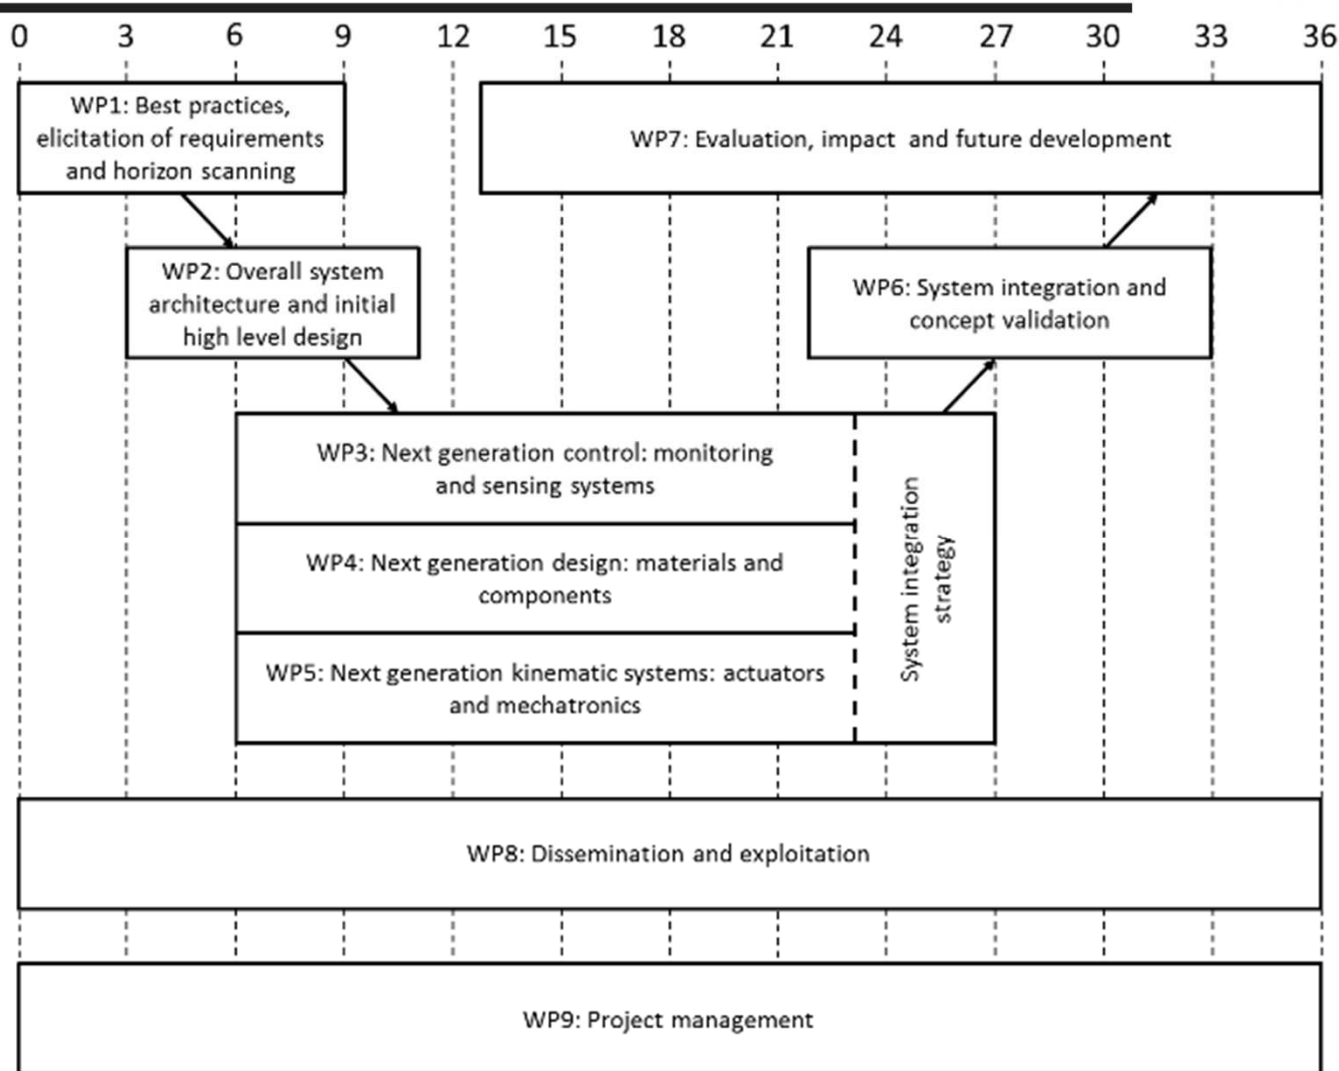 0 3 6 9 12 15 18 21 24 27 30 33 36
WP1: Best practices,
elicitation of requirements
and horizon scanning
WP7: Evaluation, impact and future development
WP2: Overall system
architecture and initial
high level design
WP6: System integration and
concept validation
WP3: Next generation control: monitoring
and sensing systems
WP4: Next generation design: materials and
components
WP5: Next generation kinematic systems: actuators
and mechatronics
System integration
strategy
WP8: Dissemination and exploitation
WP9: Project management